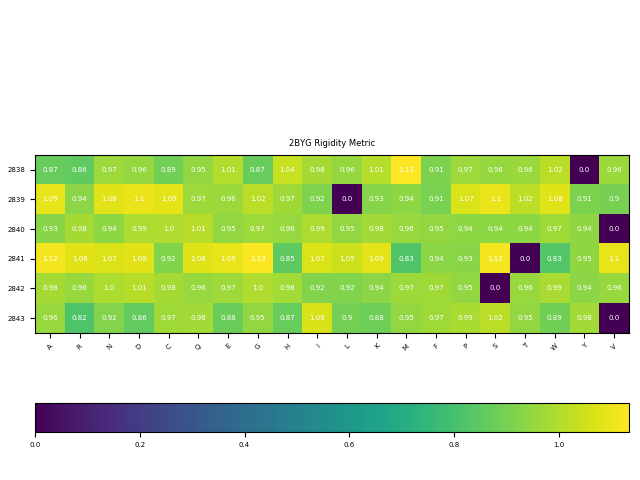 2BYG Rigidity Metric
2838 0.87 0.86 0.97 0.96 0.89 0.95 1.01 0.87 1.04 0.98 0.96 1.01 1.13 0.91 0.97 0.96 0.96 1.02 0.0 0.96
2839 1.09 0.94 1.08 1.1 1.09 0.97 0.96 1.02 0.97 0.92 0.0 0.93 0.94 0.91 1.07 1.1 1.02 1.08 0.91 0.9
2840 0.93 0.98 0.94 0.99 1.0 1.01 0.95 0.97 0.96 0.99 0.95 0.98 0.96 0.95 0.94 0.94 0.94 0.97 0.94 0.0
2841 1.12 1.08 1.07 1.08 0.92 1.08 1.09 1.13 0.85 1.07 1.05 1.09 0.83 0.94 0.93 1.12 0.0 0.83 0.95 1.1
2842 0.98 0.96 1.0 1.01 0.98 0.96 0.97 1.0 0.98 0.92 0.92 0.94 0.97 0.97 0.95 0.0 0.96 0.99 0.94 0.96
2843 0.96 0.82 0.92 0.86 0.97 0.98 0.88 0.95 0.87 1.06 0.9 0.88 0.95 0.97 0.99 1.02 0.95 0.89 0.98 0.0
A R N D C Q E G H I L K M F P S T W Y V
0.0 0.2 0.4 0.6 0.8 1.0